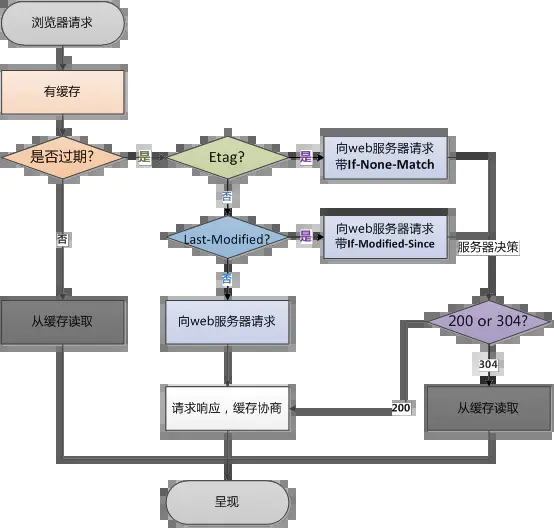 浏览器请求
有缓存
是否过期?
是
Etag?
是
向web服务器请求
带If-None-Match
否
否
Last-Modified?
是
向web服务器请求
带If-Modified-Since
服务器决策
否
从缓存读取
向web服务器请求
200 or 304?
304
请求响应，缓存协商
200
从缓存读取
呈现